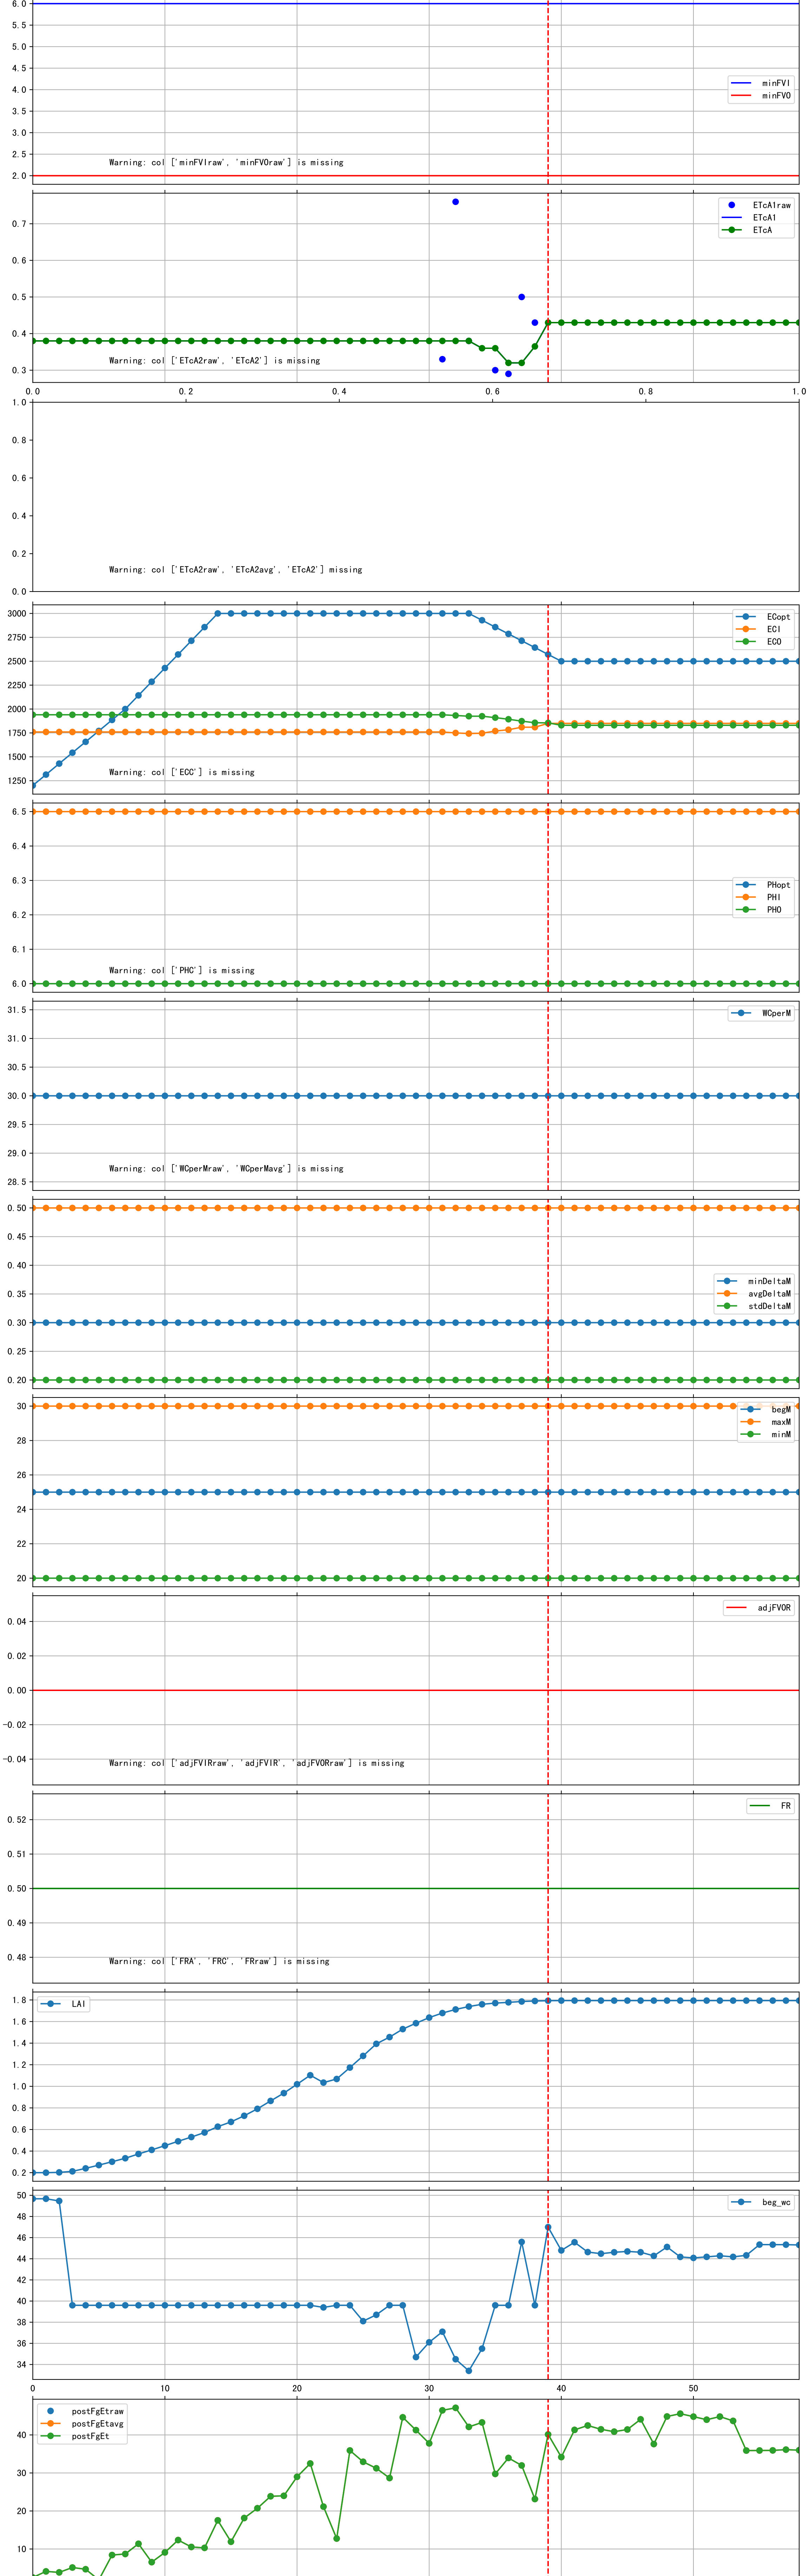 6.0
5.5
5.0
4.5
4.0
3.5
3.0
2.5
2.0
minFVI
minFVO
Warning: col ['minFVIraw', 'minFVOraw'] is missing
0.7
0.6
0.5
0.4
0.3
ETcA1raw
ETcA1
ETcA
Warning: col ['ETcA2raw', 'ETcA2'] is missing
0.0 0.2 0.4 0.6 0.8 1.0
1.0
0.8
0.6
0.4
0.2
0.0
Warning: col ['ETcA2raw', 'ETcA2avg', 'ETcA2'] missing
3000
2750
2500
2250
2000
1750
1500
1250
ECopt
ECI
ECO
Warning: col ['ECC'] is missing
6.5
6.4
6.3
6.2
6.1
6.0
PHopt
PHI
PHO
Warning: col ['PHC'] is missing
31.5
31.0
30.5
30.0
29.5
29.0
28.5
WCperM
Warning: col ['WCperMraw', 'WCperMavg'] is missing
0.50
0.45
0.40
0.35
0.30
0.25
0.20
minDeltaM
avgDeltaM
stdDeltaM
30
28
26
24
22
20
begM
maxM
minM
0.04
0.02
0.00
−0.02
−0.04
adjFVOR
Warning: col ['adjFVIRraw', 'adjFVIR', 'adjFVORraw'] is missing
0.52
0.51
0.50
0.49
0.48
FR
Warning: col ['FRA', 'FRC', 'FRraw'] is missing
1.8
1.6
1.4
1.2
1.0
0.8
0.6
0.4
0.2
LAI
50
48
46
44
42
40
38
36
34
beg_wc
0 10 20 30 40 50
40
30
20
10
postFgEtraw
postFgEtavg
postFgEt